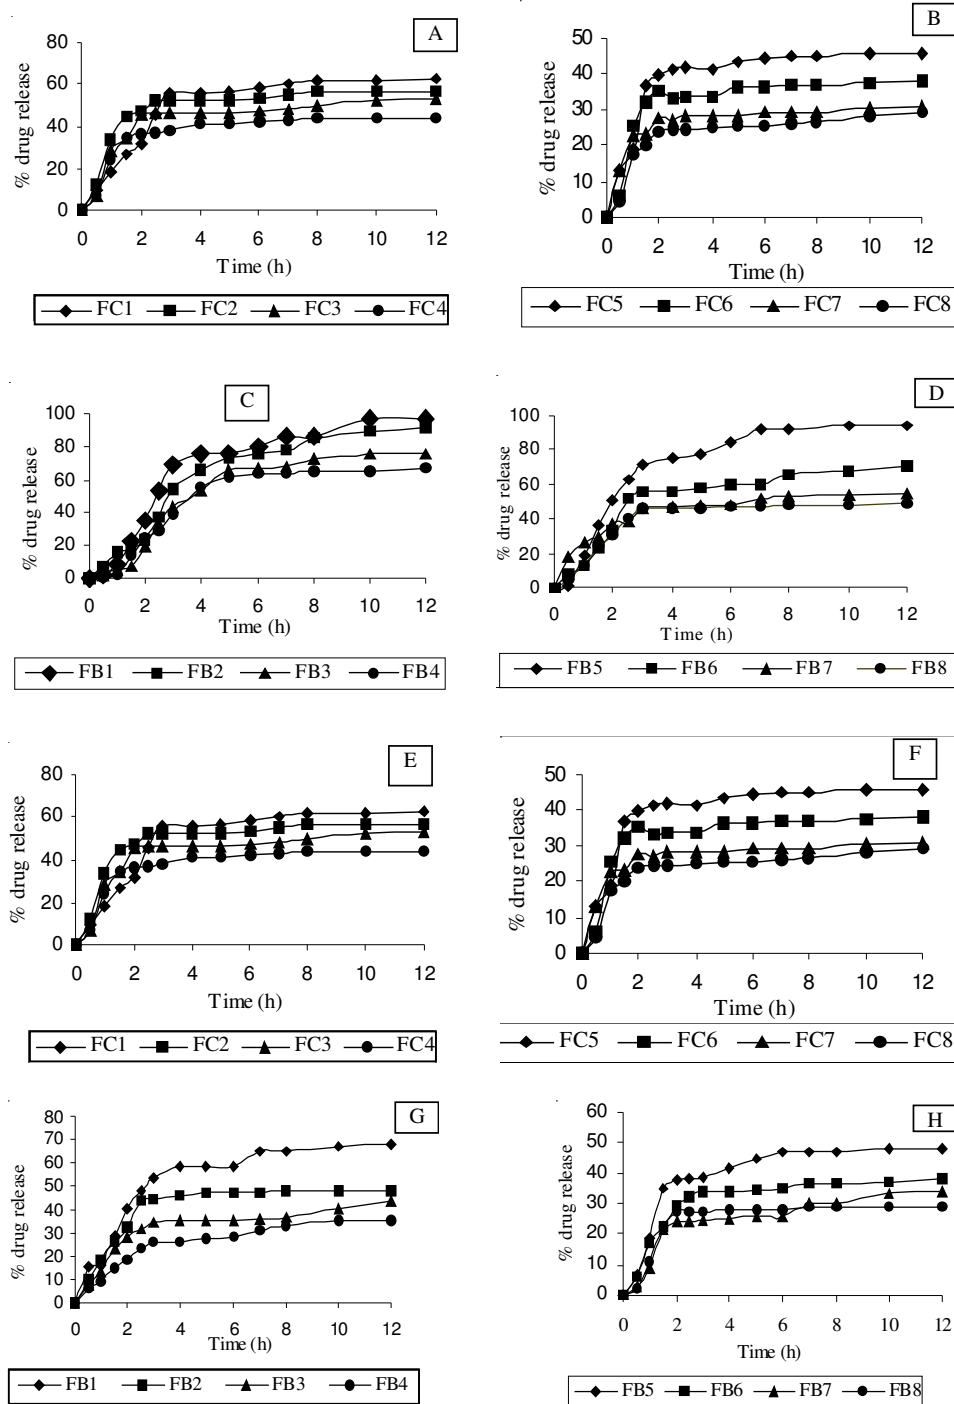 A
% drug release
80
60
40
20
0
0 2 4 6 8 10 12
Time (h)
FC1 FC2 FC3 FC4
B
% drug release
50
40
30
20
10
0
0 2 4 6 8 10 12
Time (h)
FC5 FC6 FC7 FC8
C
% drug release
100
80
60
40
20
0
0 2 4 6 8 10 12
Time (h)
FB1 FB2 FB3 FB4
D
% drug release
100
80
60
40
20
0
0 2 4 6 8 10 12
Time (h)
FB5 FB6 FB7 FB8
E
% drug release
80
60
40
20
0
0 2 4 6 8 10 12
Time (h)
FC1 FC2 FC3 FC4
F
% drug release
50
40
30
20
10
0
0 2 4 6 8 10 12
Time (h)
FC5 FC6 FC7 FC8
G
% drug release
80
70
60
50
40
30
20
10
0
0 2 4 6 8 10 12
Time (h)
FB1 FB2 FB3 FB4
H
% drug release
60
50
40
30
20
10
0
0 2 4 6 8 10 12
Time (h)
FB5 FB6 FB7 FB8